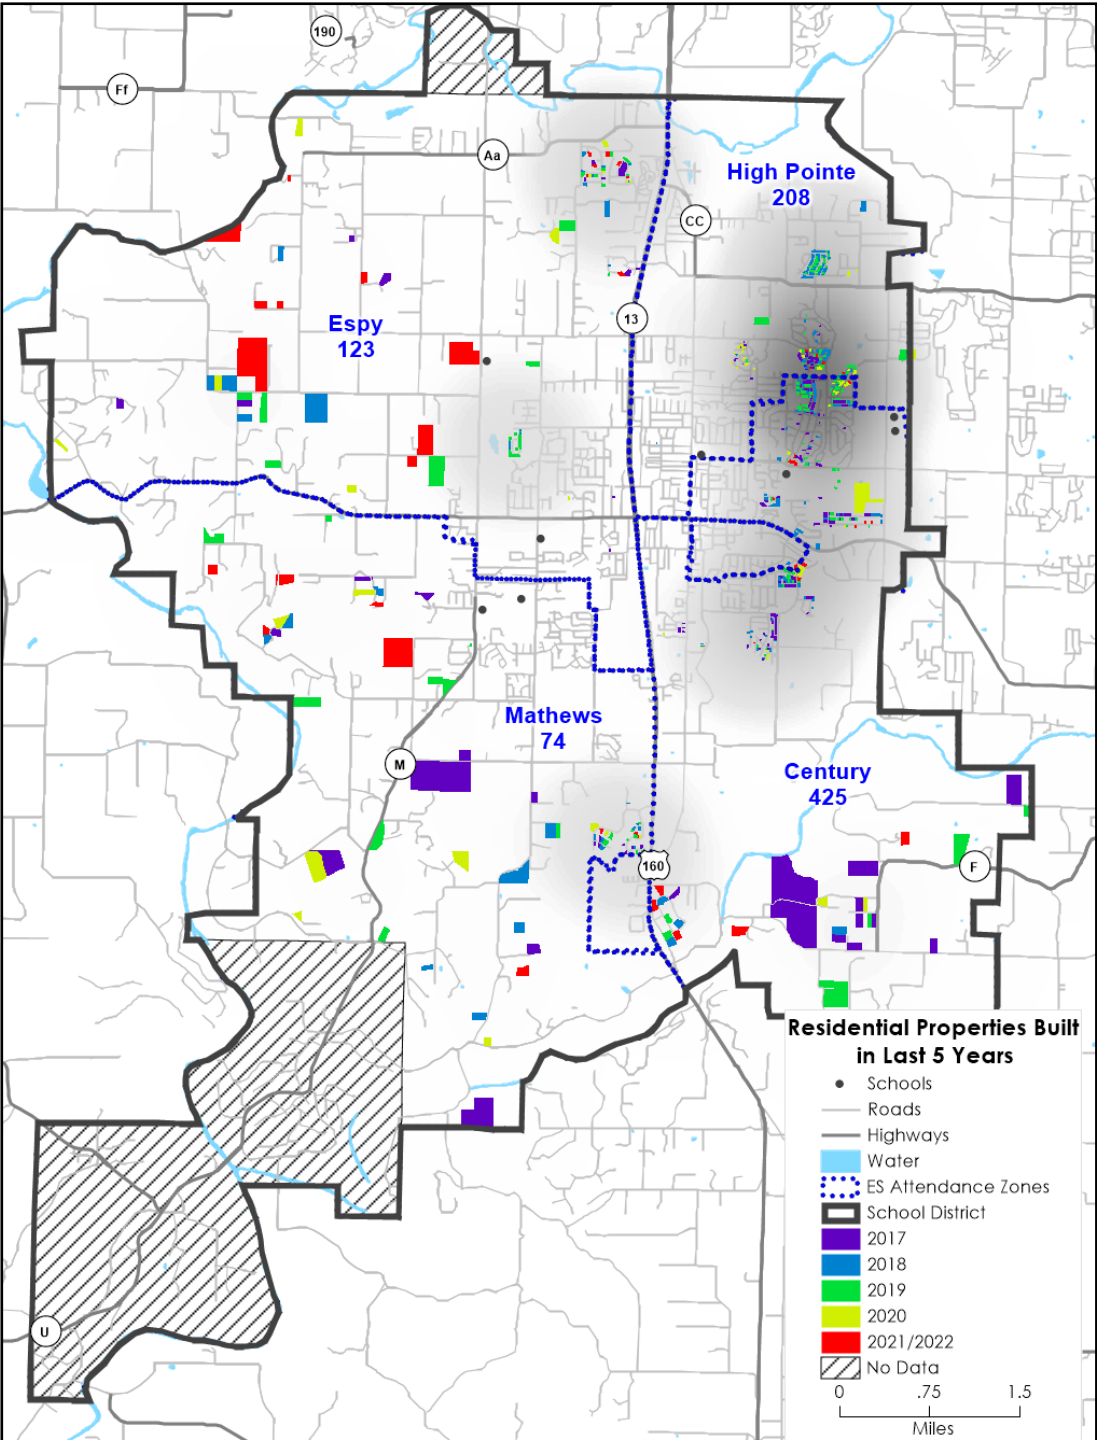 190
Ff
Aa
High Pointe
208
CC
13
Espy
123
Mathews
74
M
Century
425
160
F
U
Residential Properties Built
in Last 5 Years
Schools
Roads
Highways
Water
ES Attendance Zones
School District
2017
2018
2019
2020
2021/2022
No Data
0 .75 1.5
Miles